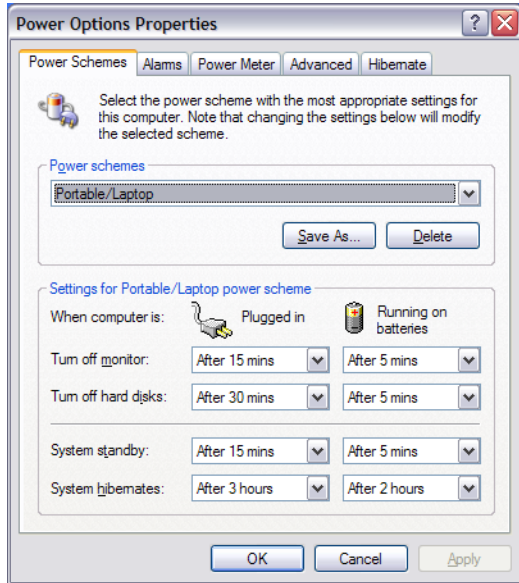 Power Options Properties
Power Schemes Alarms Power Meter Advanced Hibernate
Select the power scheme with the most appropriate settings for
this computer. Note that changing the settings below will modify
the selected scheme.
Power schemes
Portable/Laptop
Save As... Delete
Settings for Portable/Laptop power scheme
When computer is: Plugged in Running on
batteries
Turn off monitor: After 15 mins After 5 mins
Turn off hard disks: After 30 mins After 5 mins
System standby: After 15 mins After 5 mins
System hibernates: After 3 hours After 2 hours
OK Cancel Apply